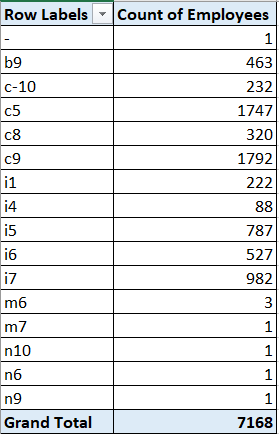 Row Labels Count of Employees
- 1
b9 463
c-10 232
c5 1747
c8 320
c9 1792
i1 222
i4 88
i5 787
i6 527
i7 982
m6 3
m7 1
n10 1
n6 1
n9 1
Grand Total 7168